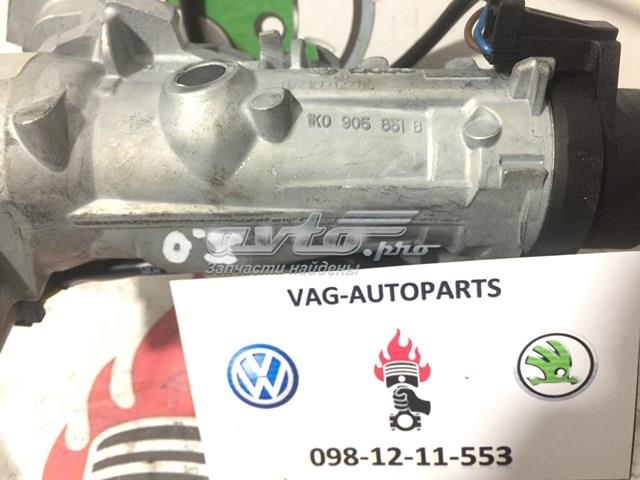 1K0 905 851 B
avto.pro
Запчасти найдены
VAG-AUTOPARTS
098-12-11-553